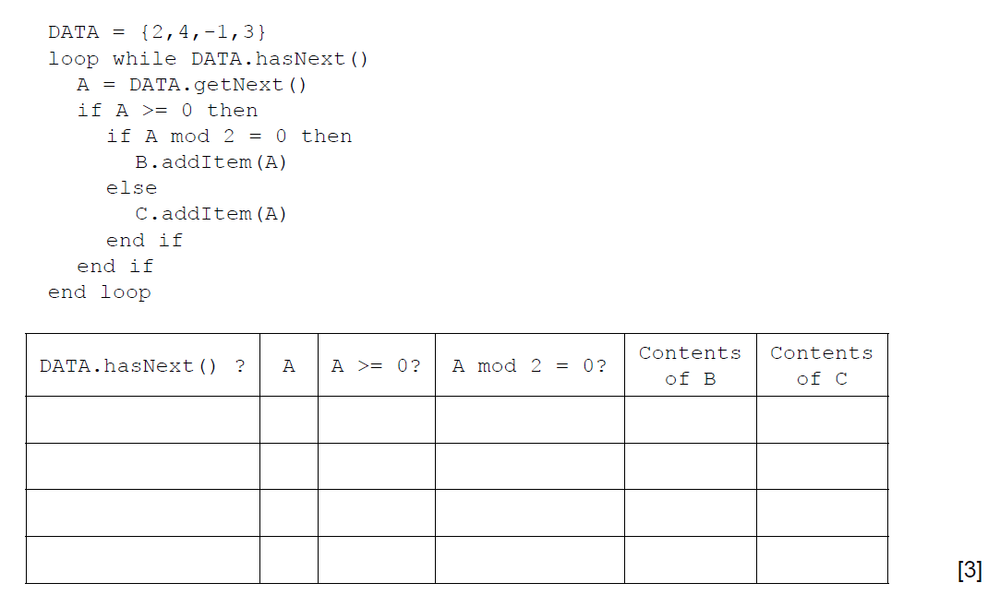 DATA = {2,4,-1,3}
loop while DATA.hasNext()
A = DATA.getNext()
if A >= 0 then
if A mod 2 = 0 then
B.addItem(A)
else
C.addItem(A)
end if
end if
end loop
DATA.hasNext() ? A A >= 0? A mod 2 = 0? Contents of B Contents of C
[3]